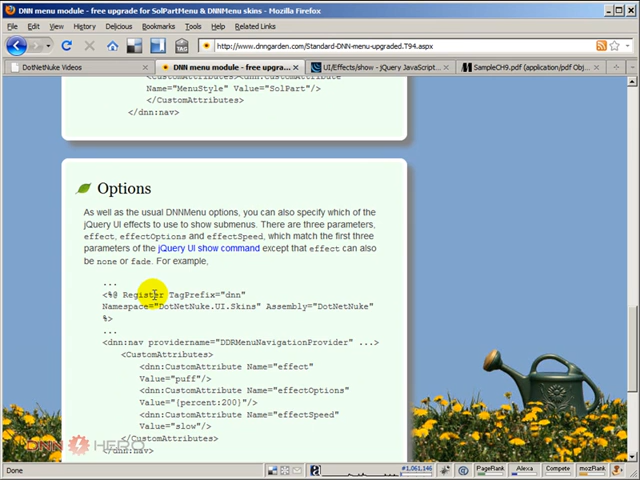 DNN menu module - free upgrade for SolPartMenu & DNNMenu skins - Mozilla Firefox
File Edit View History Delicious Bookmarks Tools Related Links
TAG http://www.dnngarden.com/Standard-DNN-menu-upgraded.T94.aspx
DotNetNuke Videos DNN menu module - free upgra... UI/Effects/show - jQuery JavaScript... SampleCH9.pdf (application/pdf Obj...
<CustomAttributes><dnn:CustomAttribute
Name="MenuStyle" Value="SolPart"/>
</CustomAttributes>
</dnn:nav>
Options
As well as the usual DNNMenu options, you can also specify which of the
jQuery UI effects to use to show submenus. There are three parameters,
effect, effectOptions and effectSpeed, which match the first three
parameters of the jQuery UI show command except that effect can also
be none or fade. For example,
...
<%@ Register TagPrefix="dnn"
Namespace="DotNetNuke.UI.Skins" Assembly="DotNetNuke"
%>
...
<dnn:nav providername="DDRMenuNavigationProvider" ...>
<CustomAttributes>
<dnn:CustomAttribute Name="effect"
Value="puff"/>
<dnn:CustomAttribute Name="effectOptions"
Value="{percent:200}"/>
<dnn:CustomAttribute Name="effectSpeed"
Value="slow"/>
</CustomAttributes>
</dnn:nav>
DNN HERO
Done #1,061,146 PageRank Alexa Compete mozRank